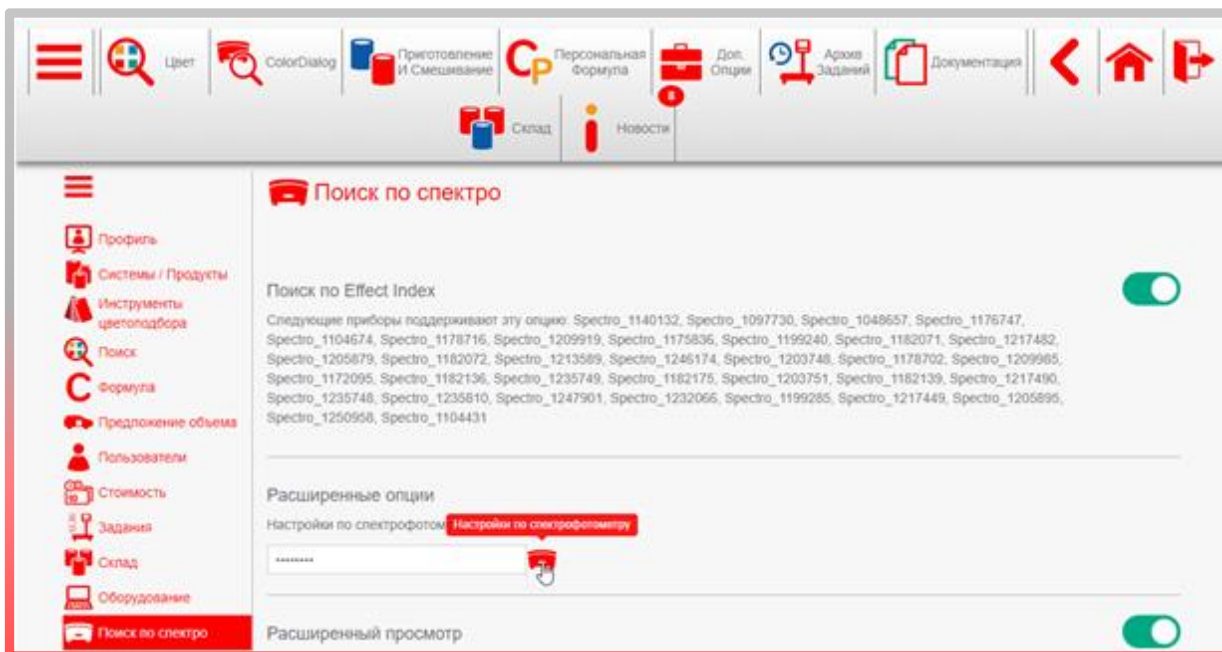 Цвет
ColorDialog
Приготовление
И Смешивание
Персональная
Формула
Доп.
Опции
8
Архив
Заданий
Документация
Склад
Новости
Профиль
Системы / Продукты
Инструменты
цветоподбора
Поиск
Формула
Предложение объема
Пользователи
Стоимость
Задания
Склад
Оборудование
Поиск по спектро
Поиск по спектро
Поиск по Effect Index
Следующие приборы поддерживают эту опцию: Spectro_1140132, Spectro_1097730, Spectro_1048657, Spectro_1176747,
Spectro_1104674, Spectro_1178716, Spectro_1209919, Spectro_1175836, Spectro_1199240, Spectro_1182071, Spectro_1217482,
Spectro_1205879, Spectro_1182072, Spectro_1213589, Spectro_1246174, Spectro_1203748, Spectro_1178702, Spectro_1209985,
Spectro_1172095, Spectro_1182136, Spectro_1235749, Spectro_1182175, Spectro_1203751, Spectro_1182139, Spectro_1217490,
Spectro_1235748, Spectro_1235810, Spectro_1247901, Spectro_1232066, Spectro_1199285, Spectro_1217449, Spectro_1205895,
Spectro_1250958, Spectro_1104431
Расширенные опции
Настройки по спектрофотом
Настройки по спектрофотометру
--------
Расширенный просмотр